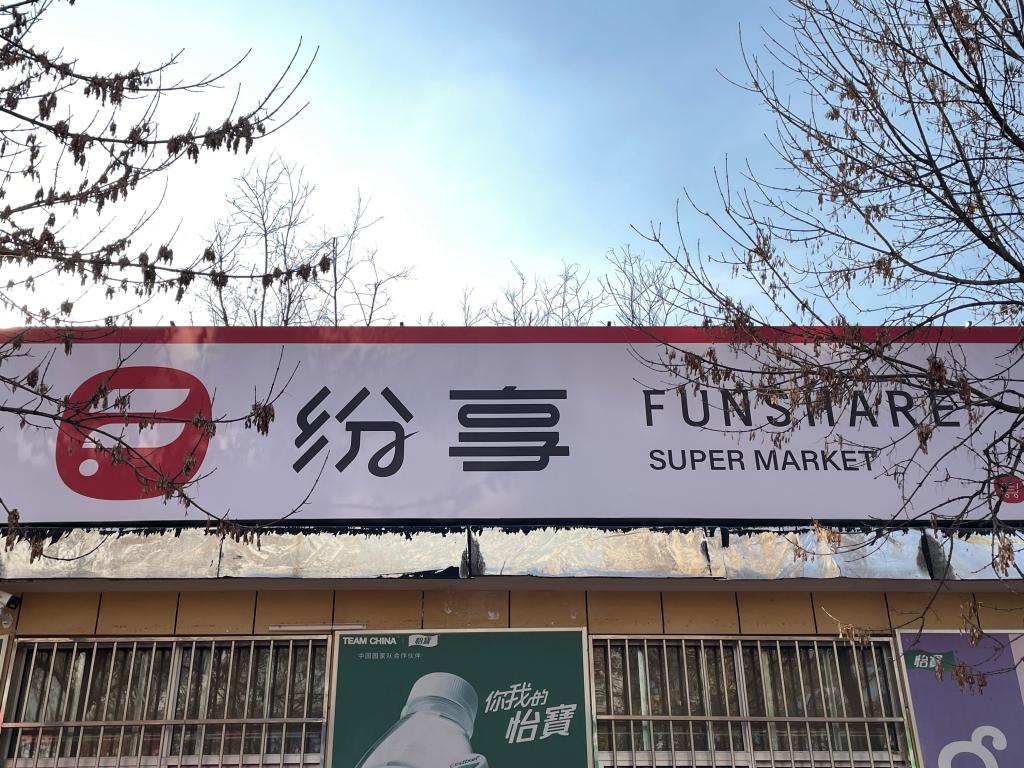 纷享
FUNSHARE
SUPER MARKET
TEAM CHINA 怡寶
中国国家队合作伙伴
你我的
怡寶
怡寶